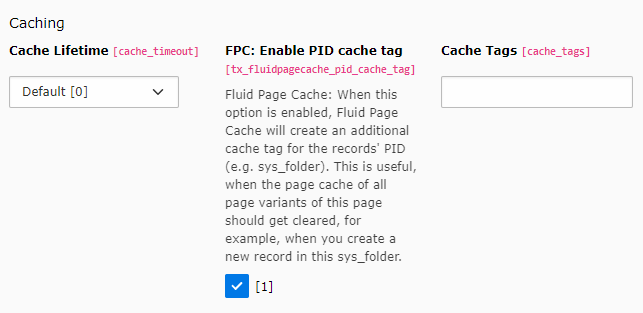 Caching
Cache Lifetime [cache_timeout]
Default [0]
FPC: Enable PID cache tag
[tx_fluidpagecache_pid_cache_tag]
Fluid Page Cache: When this
option is enabled, Fluid Page
Cache will create an additional
cache tag for the records' PID
(e.g. sys_folder). This is useful,
when the page cache of all
page variants of this page
should get cleared, for
example, when you create a
new record in this sys_folder.
[1]
Cache Tags [cache_tags]